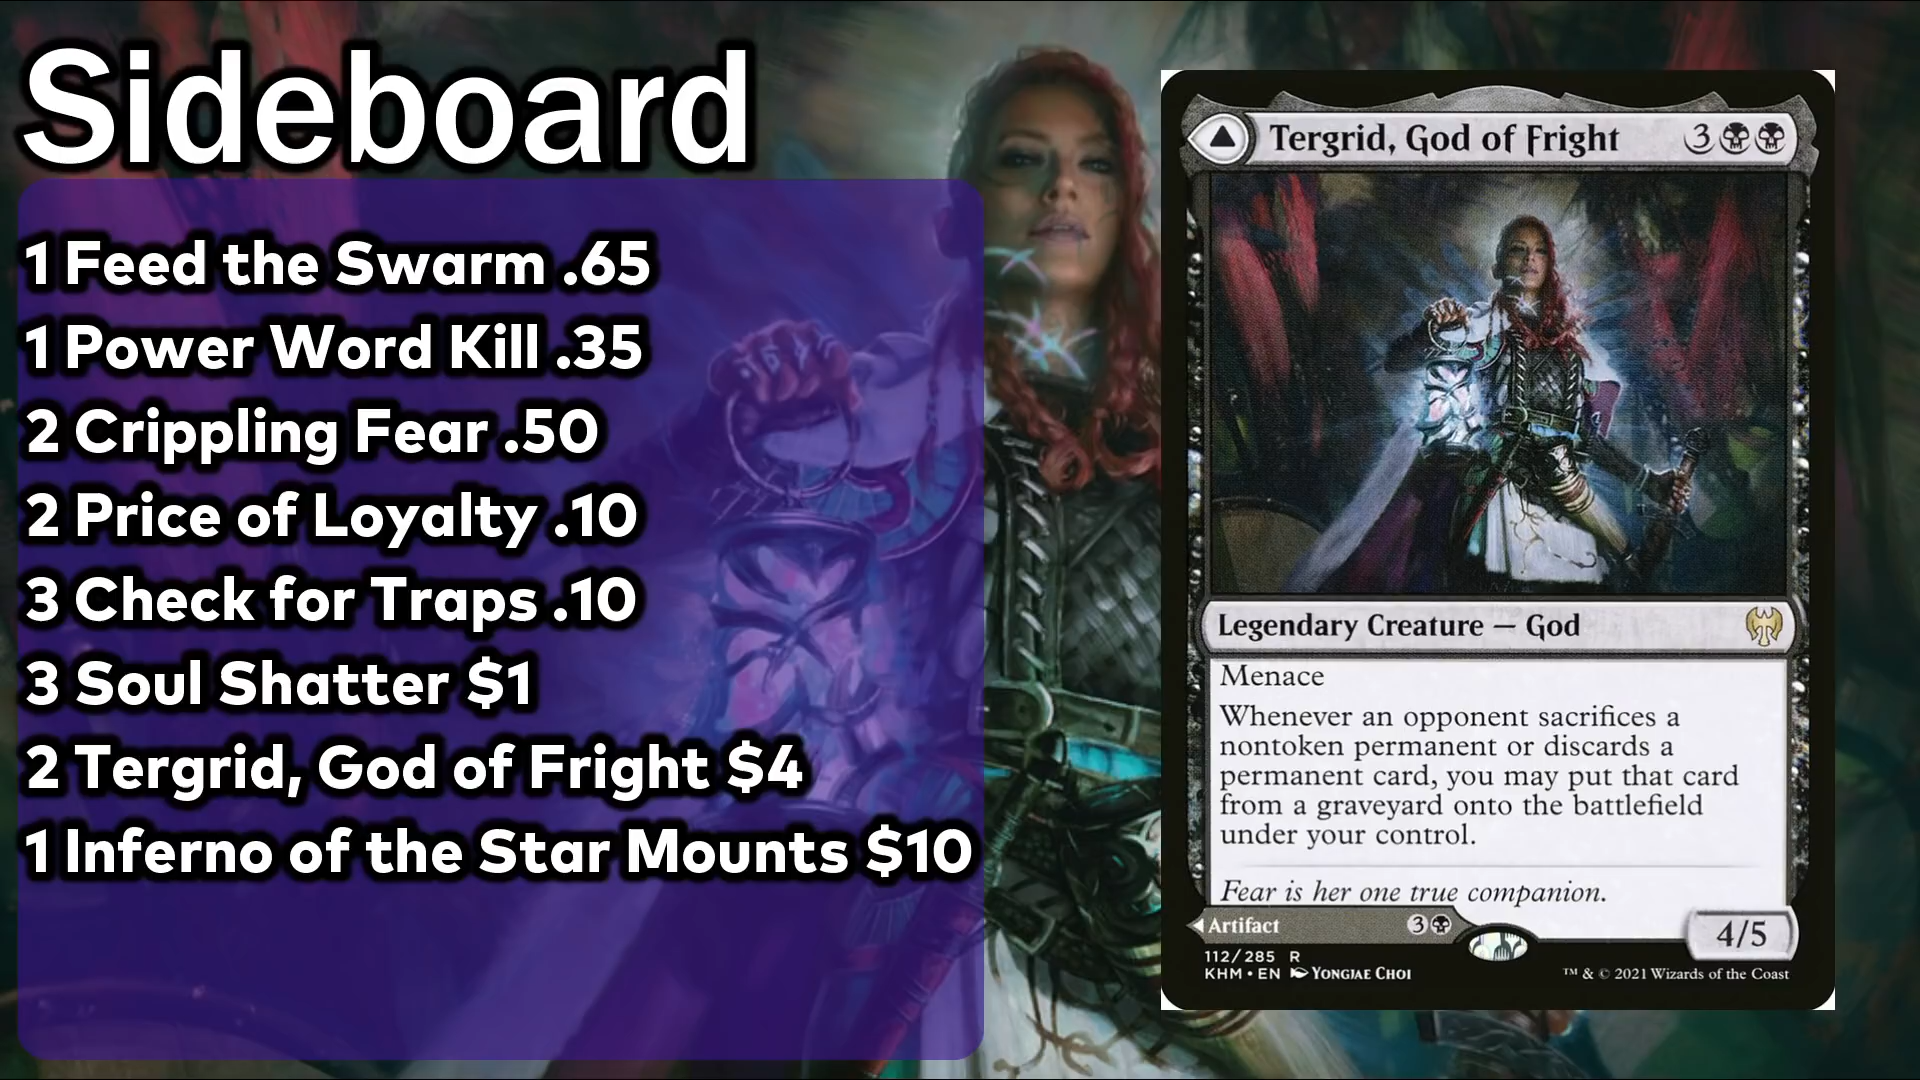 Sideboard
1 Feed the Swarm .65
1 Power Word Kill .35
2 Crippling Fear .50
2 Price of Loyalty .10
3 Check for Traps .10
3 Soul Shatter $1
2 Tergrid, God of Fright $4
1 Inferno of the Star Mounts $10
Tergrid, God of Fright 3
Legendary Creature — God
Menace
Whenever an opponent sacrifices a
nontoken permanent or discards a
permanent card, you may put that card
from a graveyard onto the battlefield
under your control.
Fear is her one true companion.
Artifact 3
4/5
112/285 R
KHM • EN Yongjae Choi
™ & © 2021 Wizards of the Coast